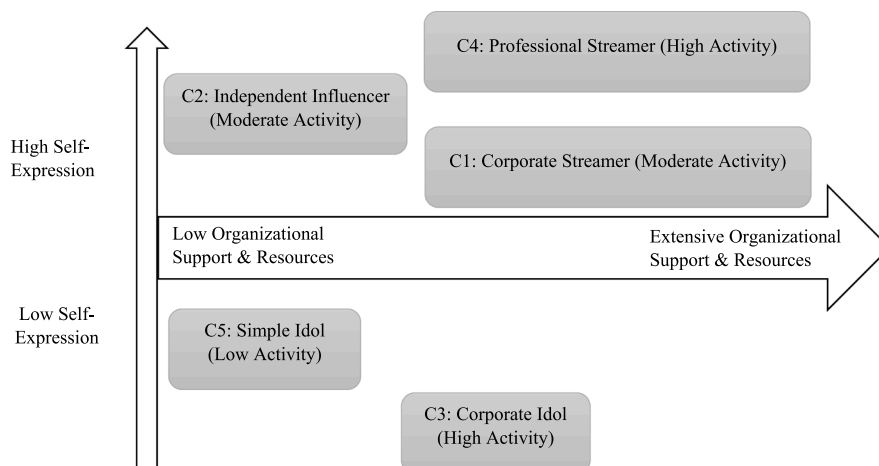 C4: Professional Streamer (High Activity)
C2: Independent Influencer
(Moderate Activity)
High Self-
Expression
C1: Corporate Streamer (Moderate Activity)
Low Organizational
Support & Resources
Extensive Organizational
Support & Resources
Low Self-
Expression
C5: Simple Idol
(Low Activity)
C3: Corporate Idol
(High Activity)